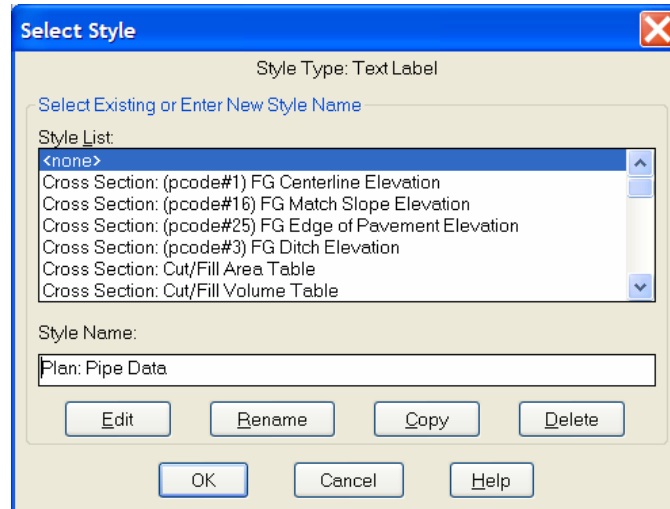 Select Style
Style Type: Text Label
Select Existing or Enter New Style Name
Style List:
<none>
Cross Section: (pcode#1) FG Centerline Elevation
Cross Section: (pcode#16) FG Match Slope Elevation
Cross Section: (pcode#25) FG Edge of Pavement Elevation
Cross Section: (pcode#3) FG Ditch Elevation
Cross Section: Cut/Fill Area Table
Cross Section: Cut/Fill Volume Table
Style Name:
Plan: Pipe Data
Edit Rename Copy Delete
OK Cancel Help